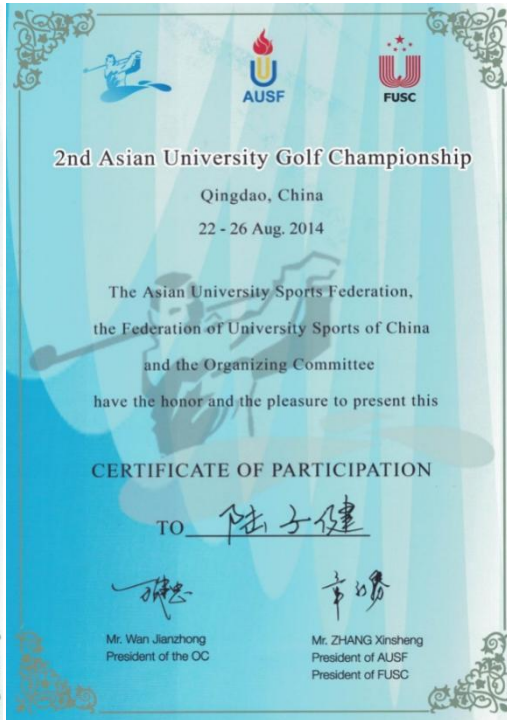 AUSF
FUSC
2nd Asian University Golf Championship
Qingdao, China
22 - 26 Aug. 2014
The Asian University Sports Federation,
the Federation of University Sports of China
and the Organizing Committee
have the honor and the pleasure to present this
CERTIFICATE OF PARTICIPATION
TO 陆子健
Mr. Wan Jianzhong
President of the OC
Mr. ZHANG Xinsheng
President of AUSF
President of FUSC